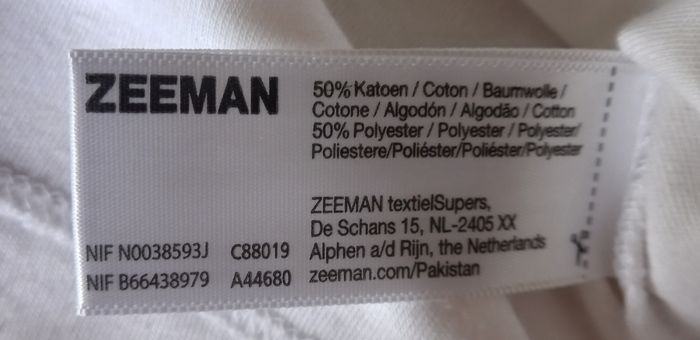 ZEEMAN
50% Katoen / Coton / Baumwolle /
Cotone / Algodón / Algodão / Cotton
50% Polyester / Polyester / Polyester/
Poliestere/Poliéster/Poliéster/Polyester
ZEEMAN textielSupers,
De Schans 15, NL-2405 XX
Alphen a/d Rijn, the Netherlands
zeeman.com/Pakistan
NIF N0038593J C88019
NIF B66438979 A44680